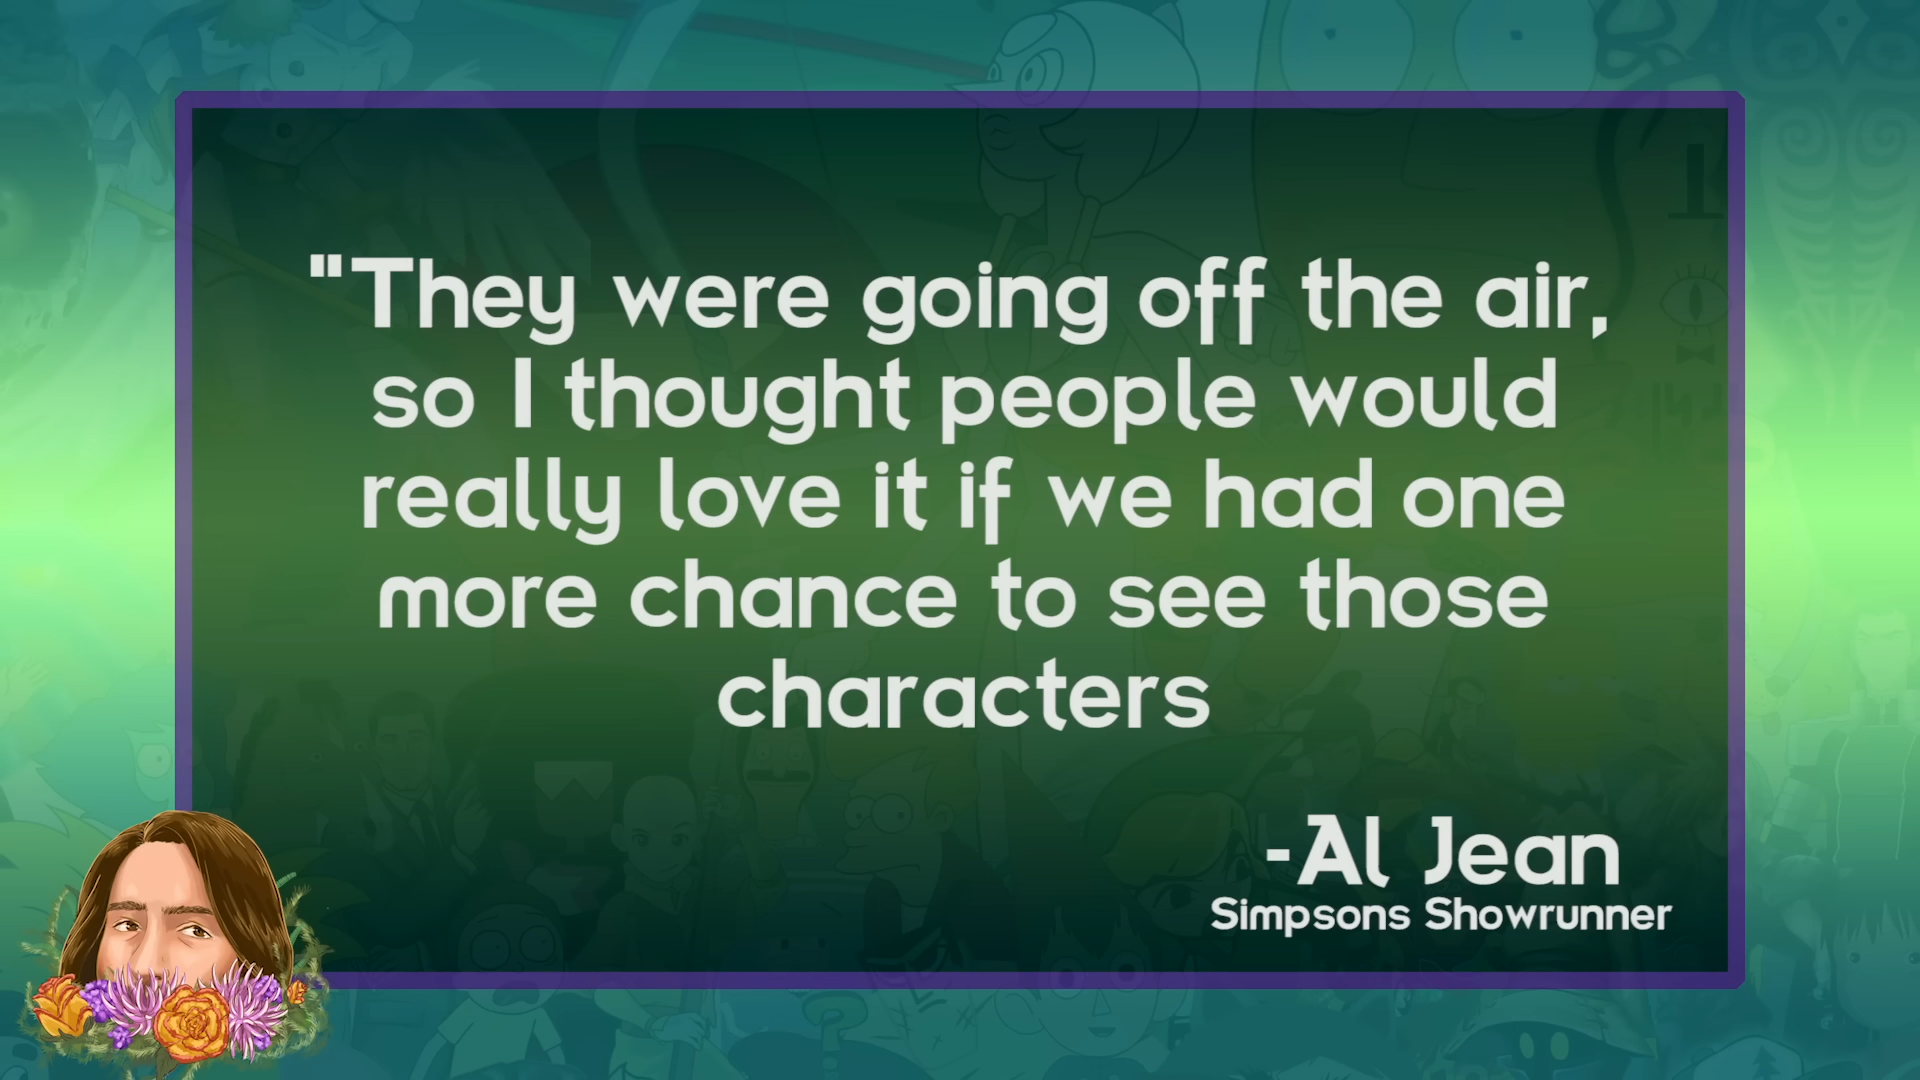 "They were going off the air,
so I thought people would
really love it if we had one
more chance to see those
characters
-Al Jean
Simpsons Showrunner